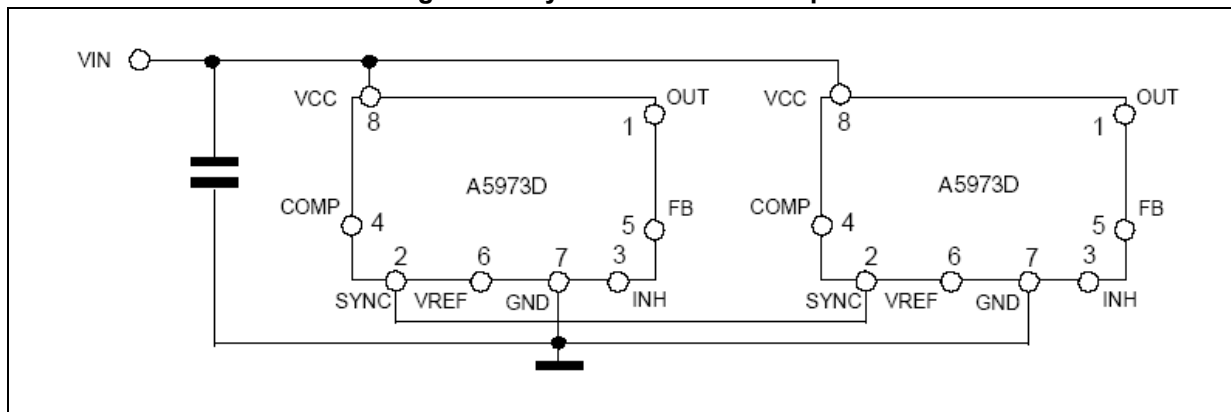 VIN
VCC
8
OUT
1
A5973D
COMP
4
FB
5
2
6
7
3
SYNC
VREF
GND
INH
VCC
8
OUT
1
A5973D
COMP
4
FB
5
2
6
7
3
SYNC
VREF
GND
INH